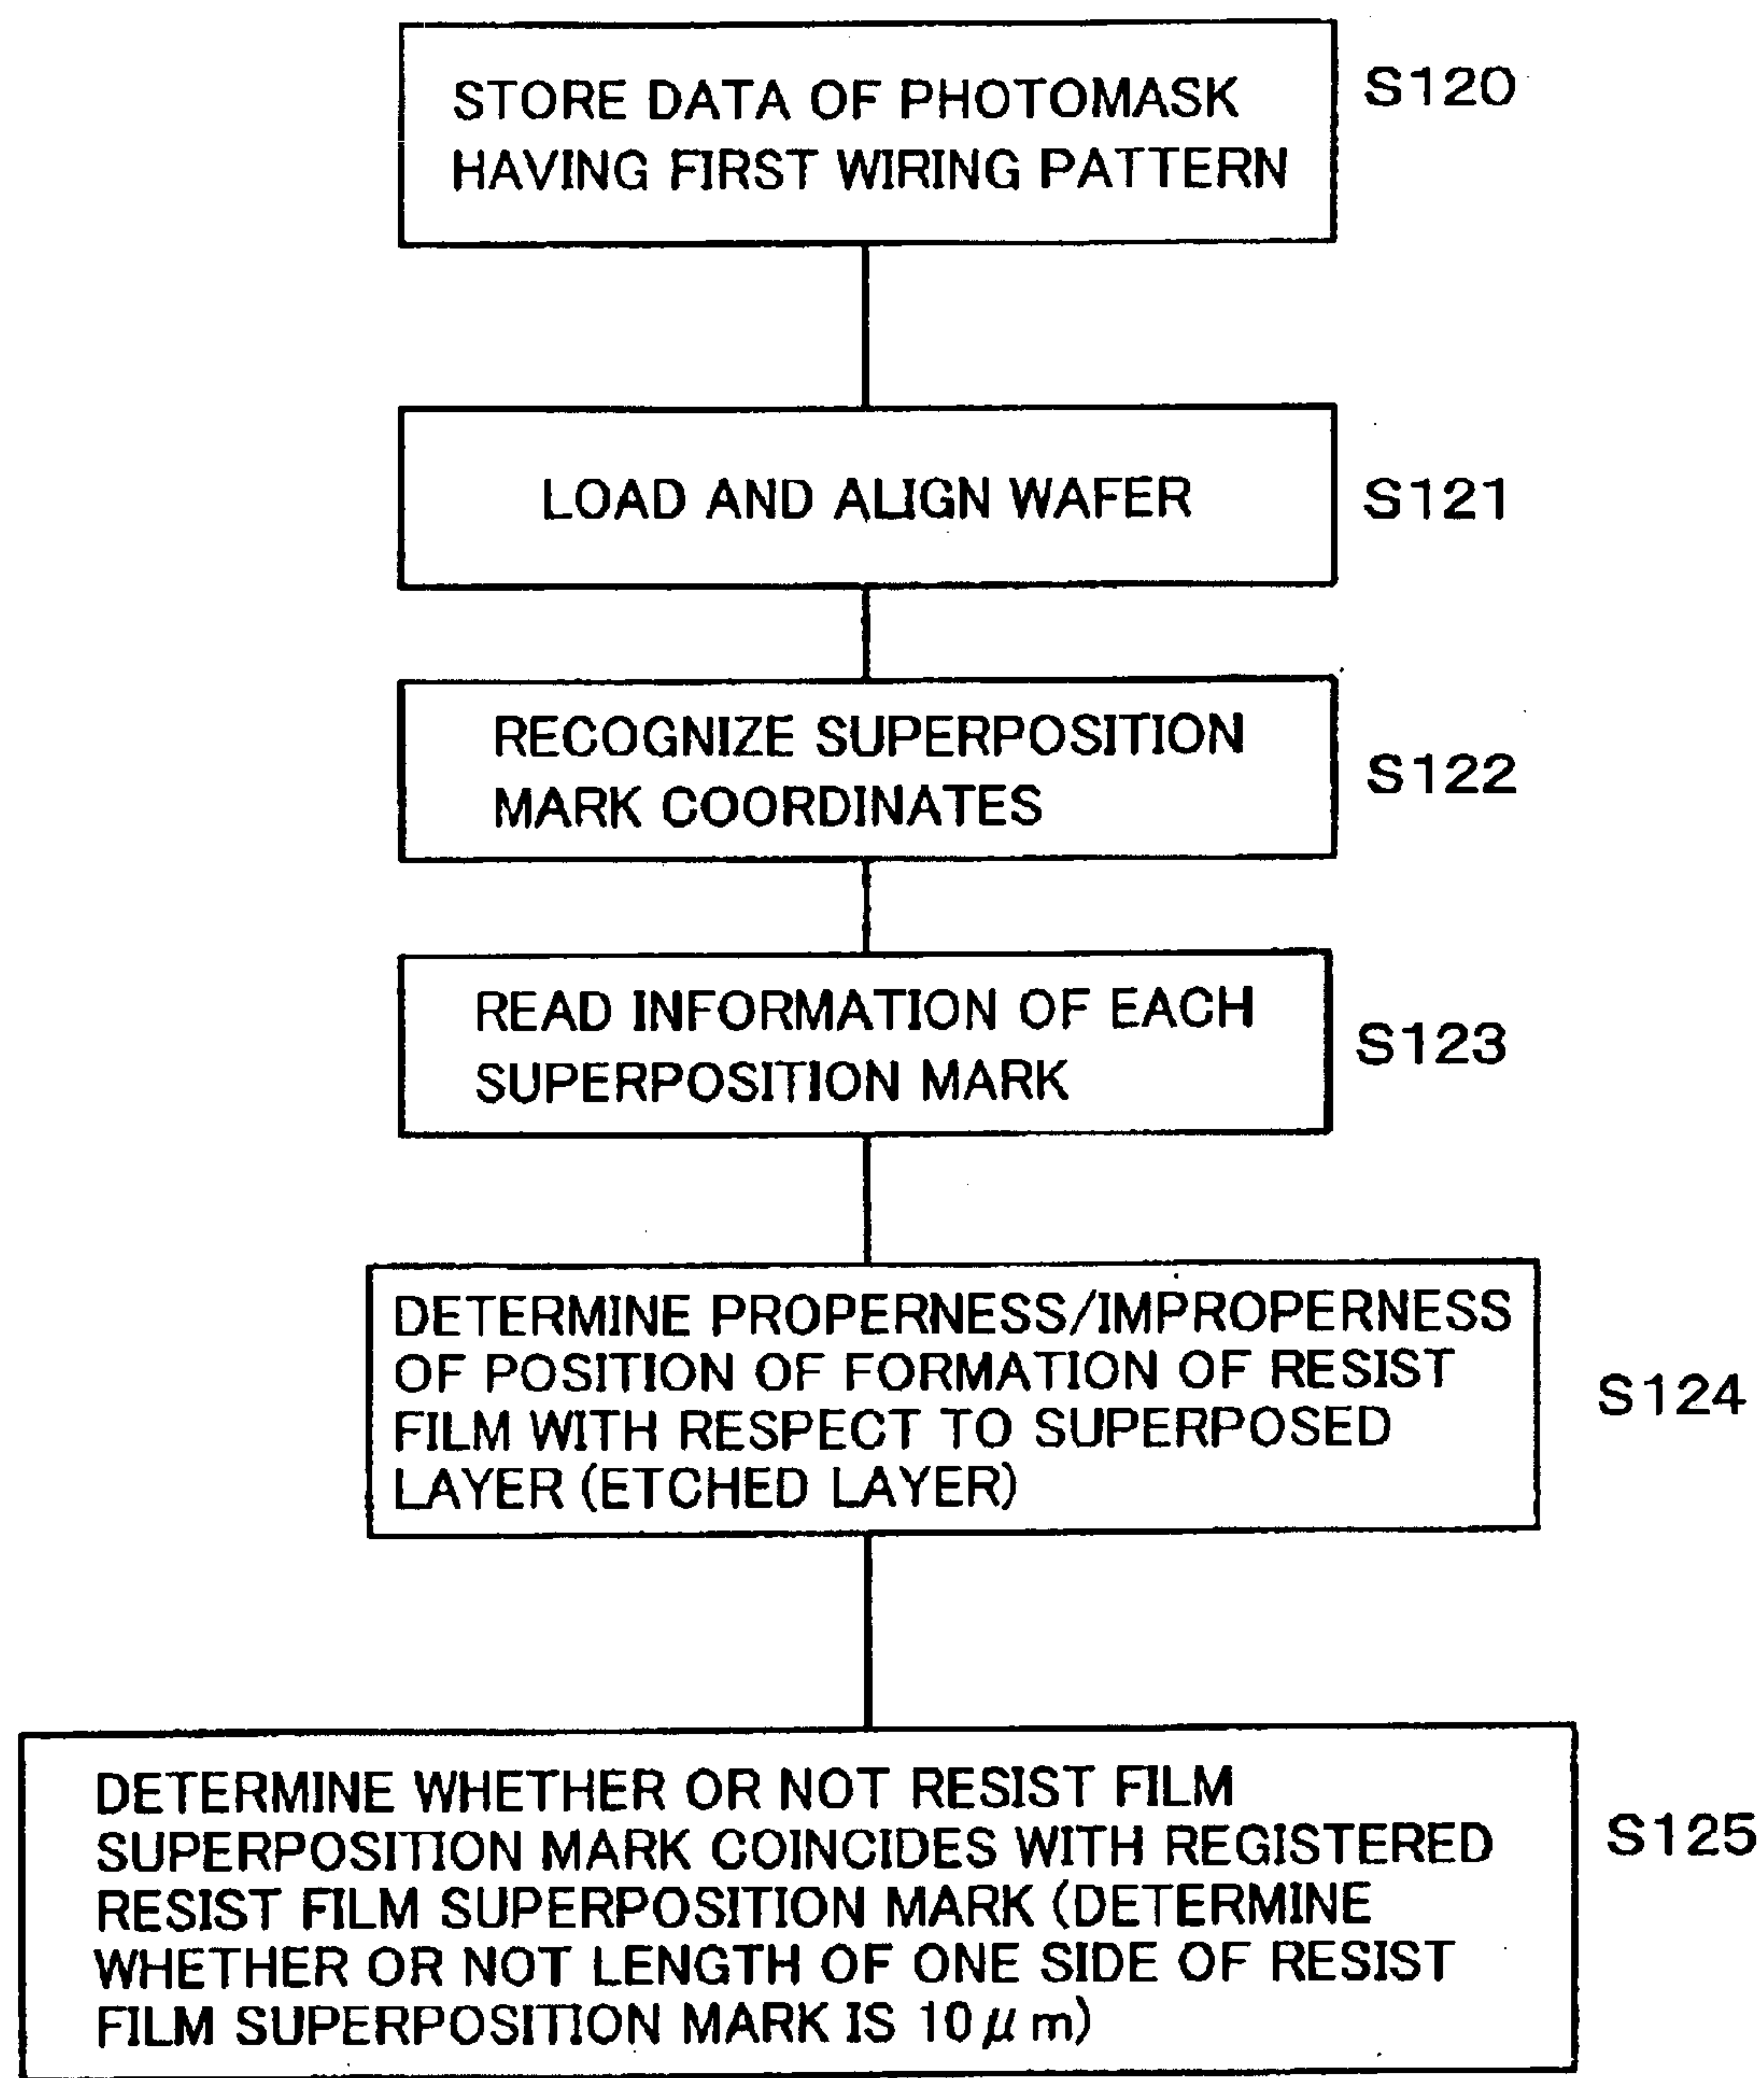 STORE DATA OF PHOTOMASK
HAVING FIRST WIRING PATTERN
S120
LOAD AND ALIGN WAFER
S121
RECOGNIZE SUPERPOSITION
MARK COORDINATES
S122
READ INFORMATION OF EACH
SUPERPOSITION MARK
S123
DETERMINE PROPERNESS/IMPROPERNESS
OF POSITION OF FORMATION OF RESIST
FILM WITH RESPECT TO SUPERPOSED
LAYER (ETCHED LAYER)
S124
DETERMINE WHETHER OR NOT RESIST FILM
SUPERPOSITION MARK COINCIDES WITH REGISTERED
RESIST FILM SUPERPOSITION MARK (DETERMINE
WHETHER OR NOT LENGTH OF ONE SIDE OF RESIST
FILM SUPERPOSITION MARK IS 10μm)
S125